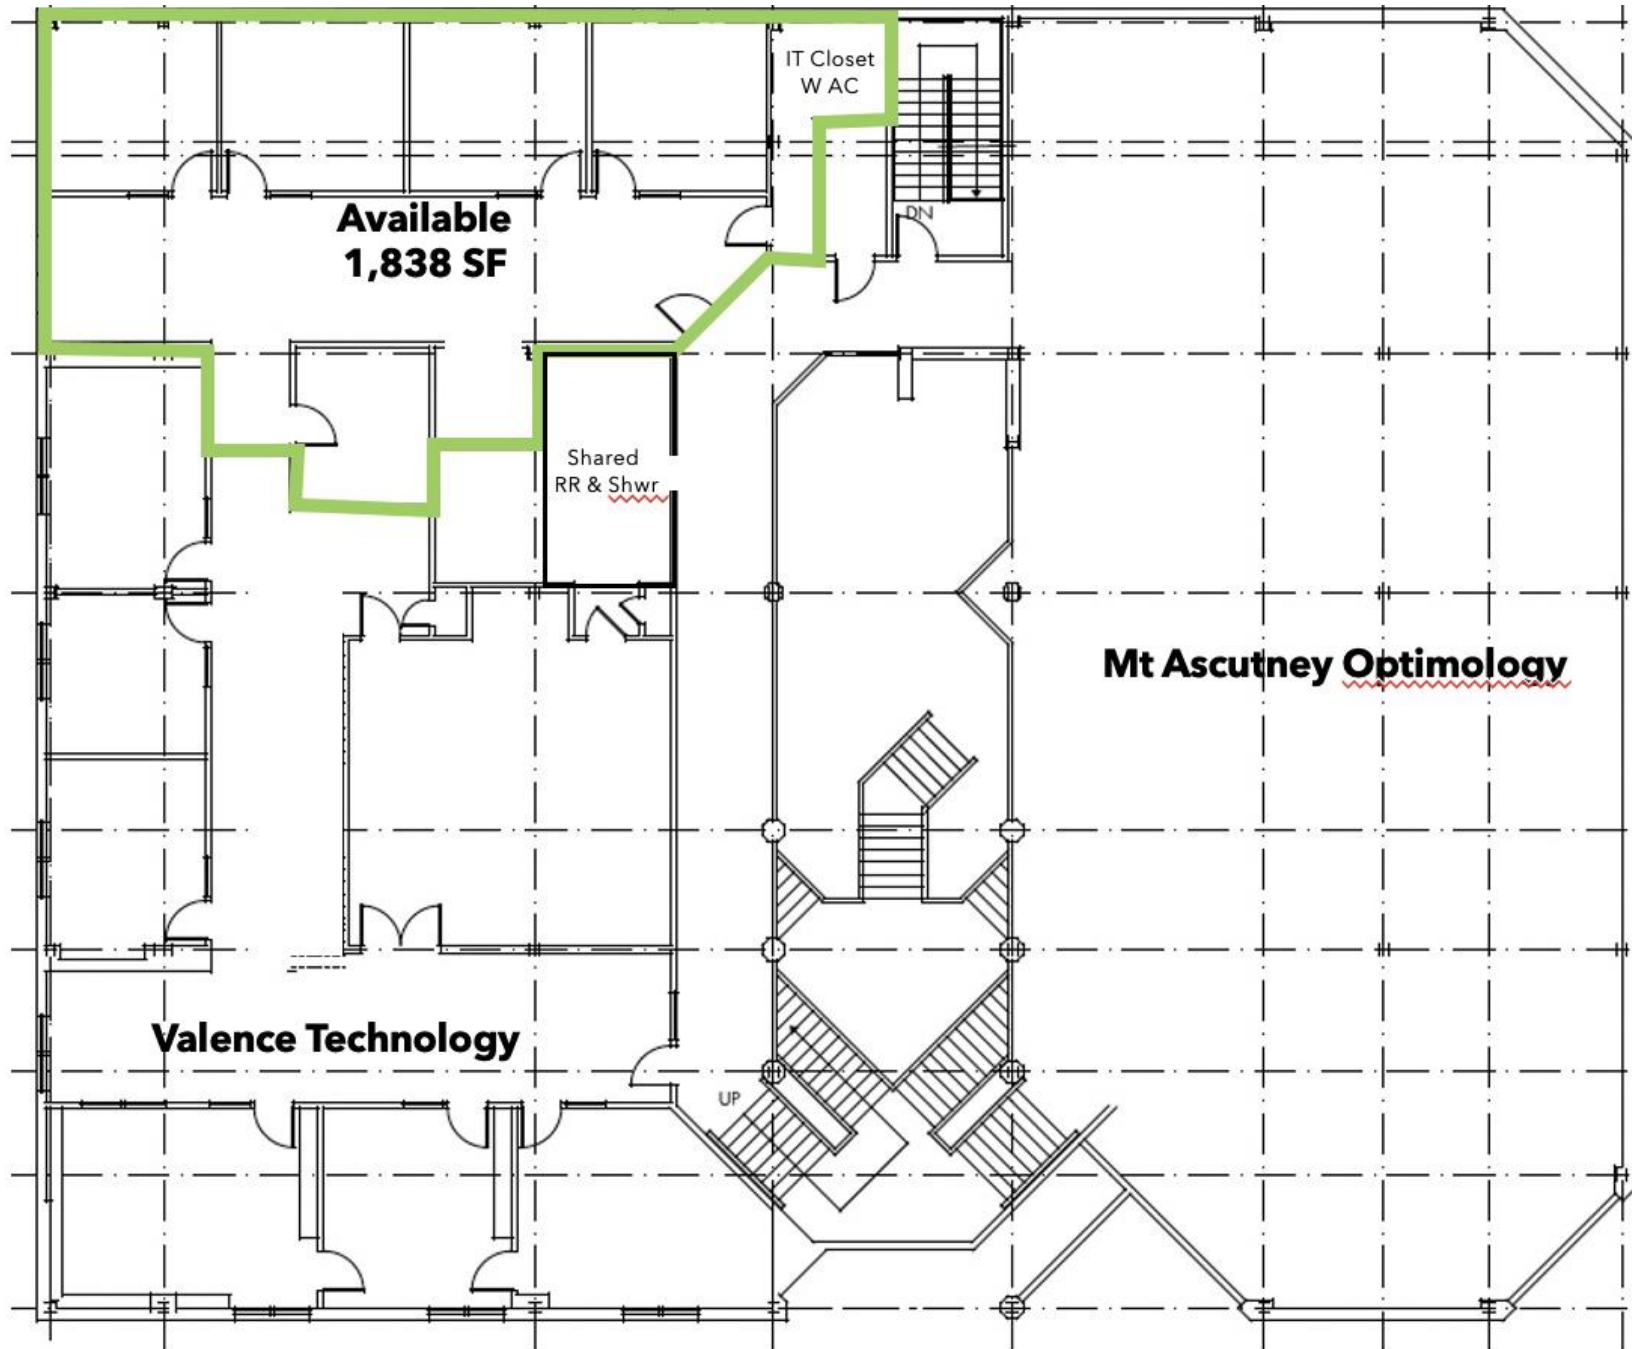 IT Closet
W AC
DN
Available
1,838 SF
Shared
RR & Shwr
Mt Ascutney Optimology
Valence Technology
UP